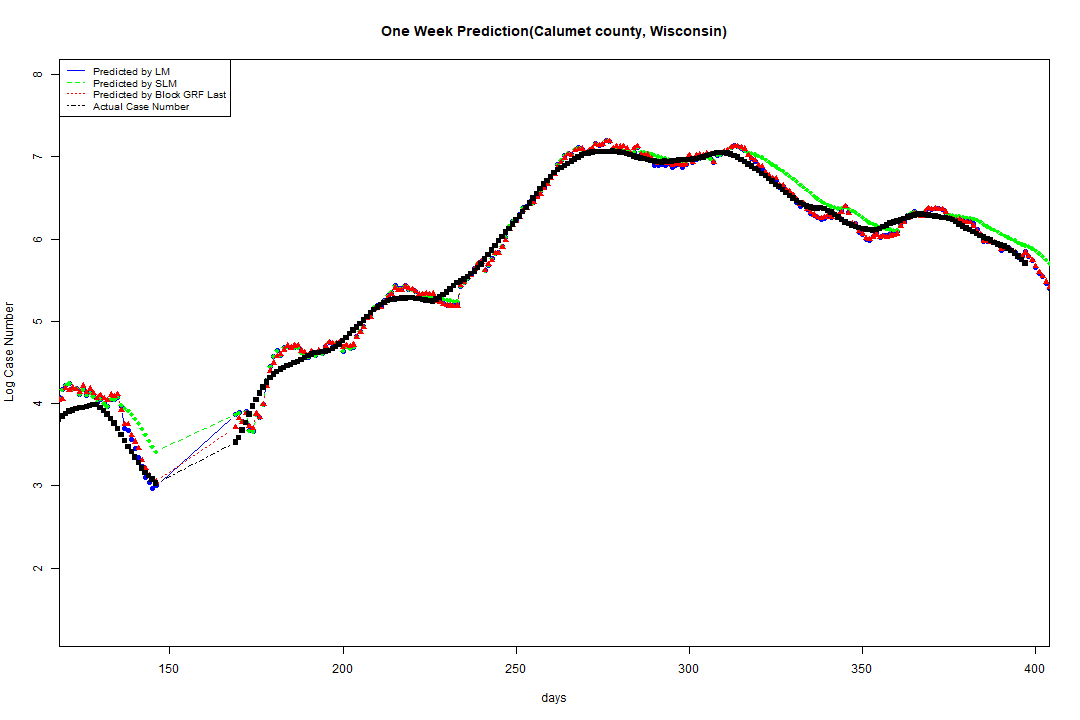 One Week Prediction(Calumet county, Wisconsin)
Predicted by LM
Predicted by SLM
Predicted by Block GRF Last
Actual Case Number
8
7
6
5
4
3
2
Log Case Number
150 200 250 300 350 400
days